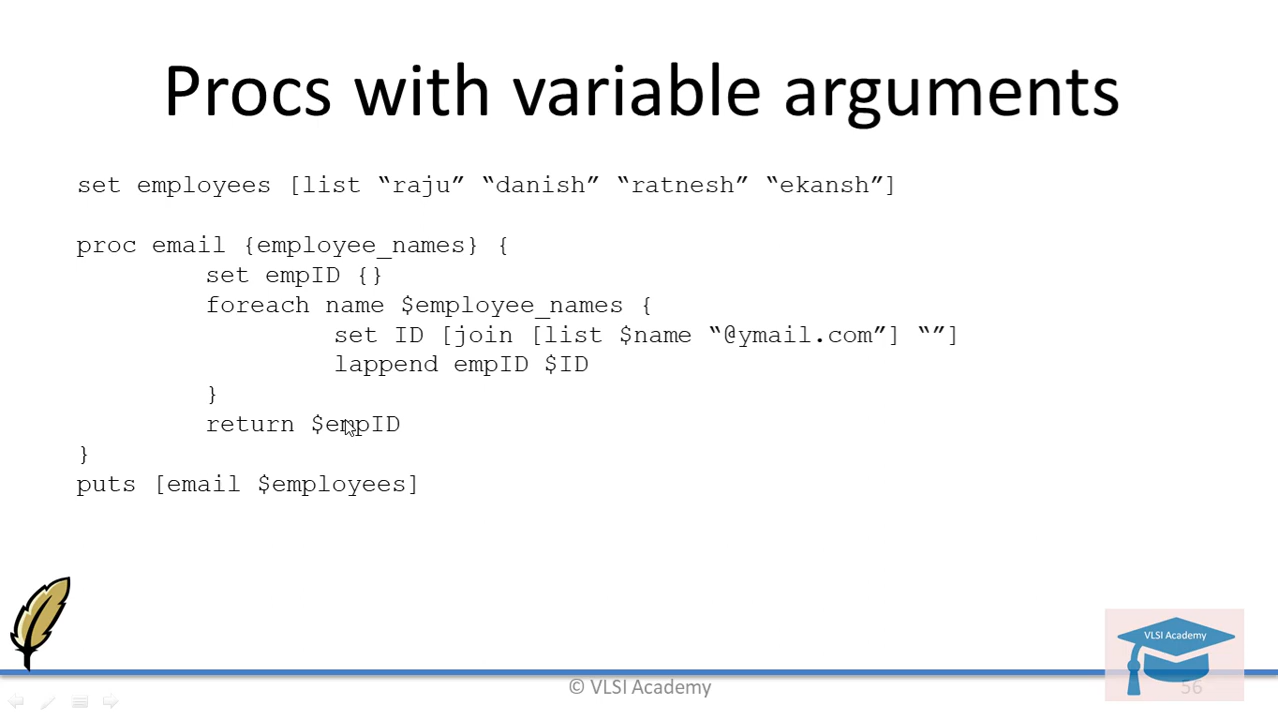 Procs with variable arguments
set employees [list “raju” “danish” “ratnesh” “ekansh”]
proc email {employee_names} {
set empID {}
foreach name $employee_names {
set ID [join [list $name “@ymail.com”] “”]
lappend empID $ID
}
return $empID
}
puts [email $employees]
VLSI Academy
© VLSI Academy
56